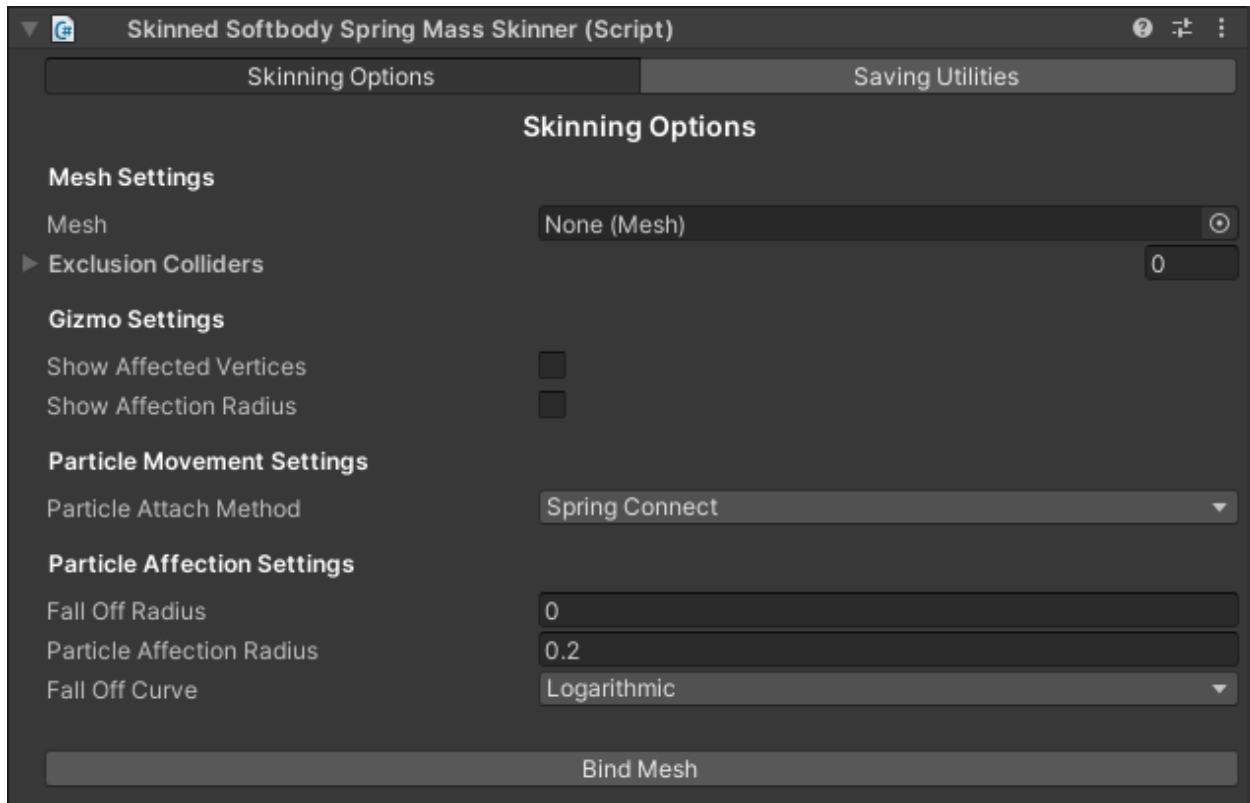 Skinned Softbody Spring Mass Skinner (Script)
Skinning Options Saving Utilities
Skinning Options
Mesh Settings
Mesh None (Mesh)
Exclusion Colliders 0
Gizmo Settings
Show Affected Vertices
Show Affection Radius
Particle Movement Settings
Particle Attach Method Spring Connect
Particle Affection Settings
Fall Off Radius 0
Particle Affection Radius 0.2
Fall Off Curve Logarithmic
Bind Mesh